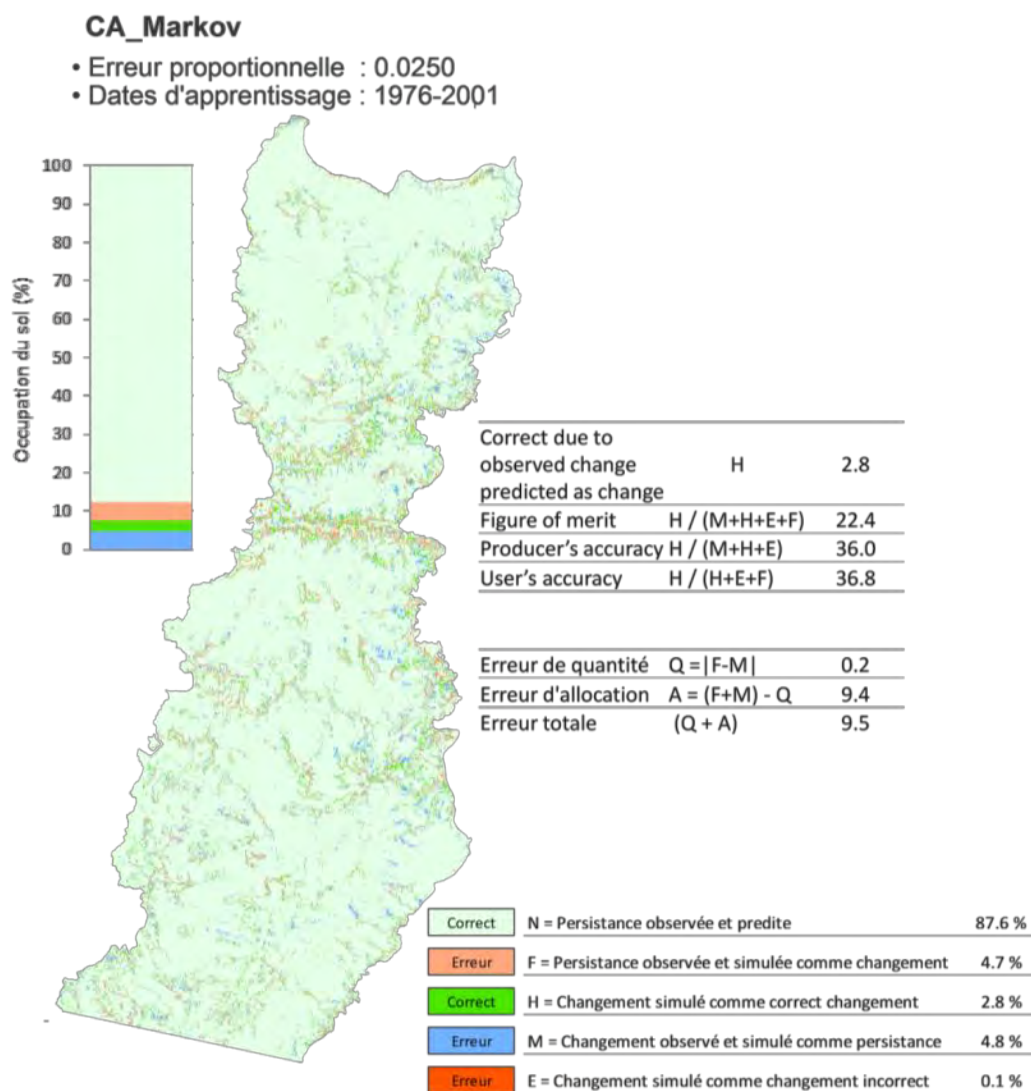 CA_Markov
• Erreur proportionnelle : 0.0250
• Dates d'apprentissage : 1976-2001
Occupation du sol (%)
100
90
80
70
60
50
40
30
20
10
0
Correct due to
observed change H 2.8
predicted as change
Figure of merit H / (M+H+E+F) 22.4
Producer's accuracy H / (M+H+E) 36.0
User's accuracy H / (H+E+F) 36.8
Erreur de quantité Q =|F-M| 0.2
Erreur d'allocation A = (F+M) - Q 9.4
Erreur totale (Q + A) 9.5
Correct N = Persistance observée et predite 87.6 %
Erreur F = Persistance observée et simulée comme changement 4.7 %
Correct H = Changement simulé comme correct changement 2.8 %
Erreur M = Changement observé et simulé comme persistance 4.8 %
Erreur E = Changement simulé comme changement incorrect 0.1 %